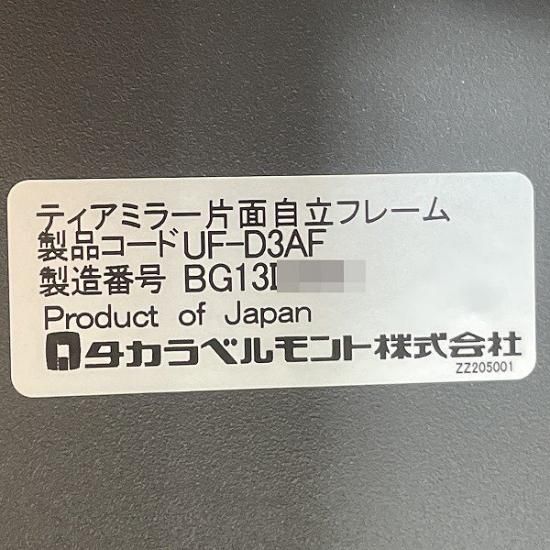 ティアミラー片面自立フレーム
製品コードUF-D3AF
製造番号 BG13
Product of Japan
タカラベルモント株式会社
ZZ205001